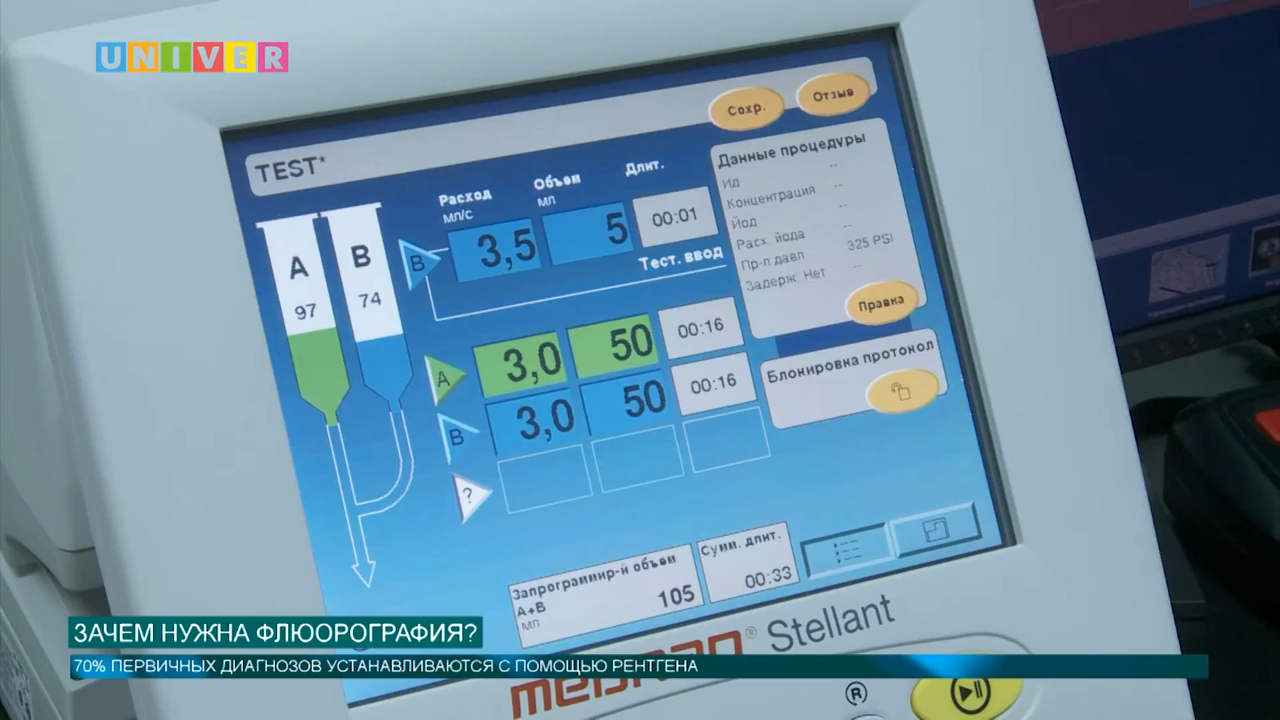 UNIVER
Сохр.
Отзыв
TEST*
Расход
мл/с
Объем
мл
Длит.
A
97
B
74
B
3,5
5
00:01
Тест. ввод
A
3,0
50
00:16
B
3,0
50
00:16
?
Данные процедуры
Ид --
Концентрация --
Йод --
Расх. йода --
Пр-л давл 325 PSI
Задерж: Нет --
Правка
Блокировка протокол
Запрограммир-й объем
A+B
мл
105
Сумм. длит.
00:33
MEDRAD® Stellant
®
ЗАЧЕМ НУЖНА ФЛЮОРОГРАФИЯ?
70% ПЕРВИЧНЫХ ДИАГНОЗОВ УСТАНАВЛИВАЮТСЯ С ПОМОЩЬЮ РЕНТГЕНА